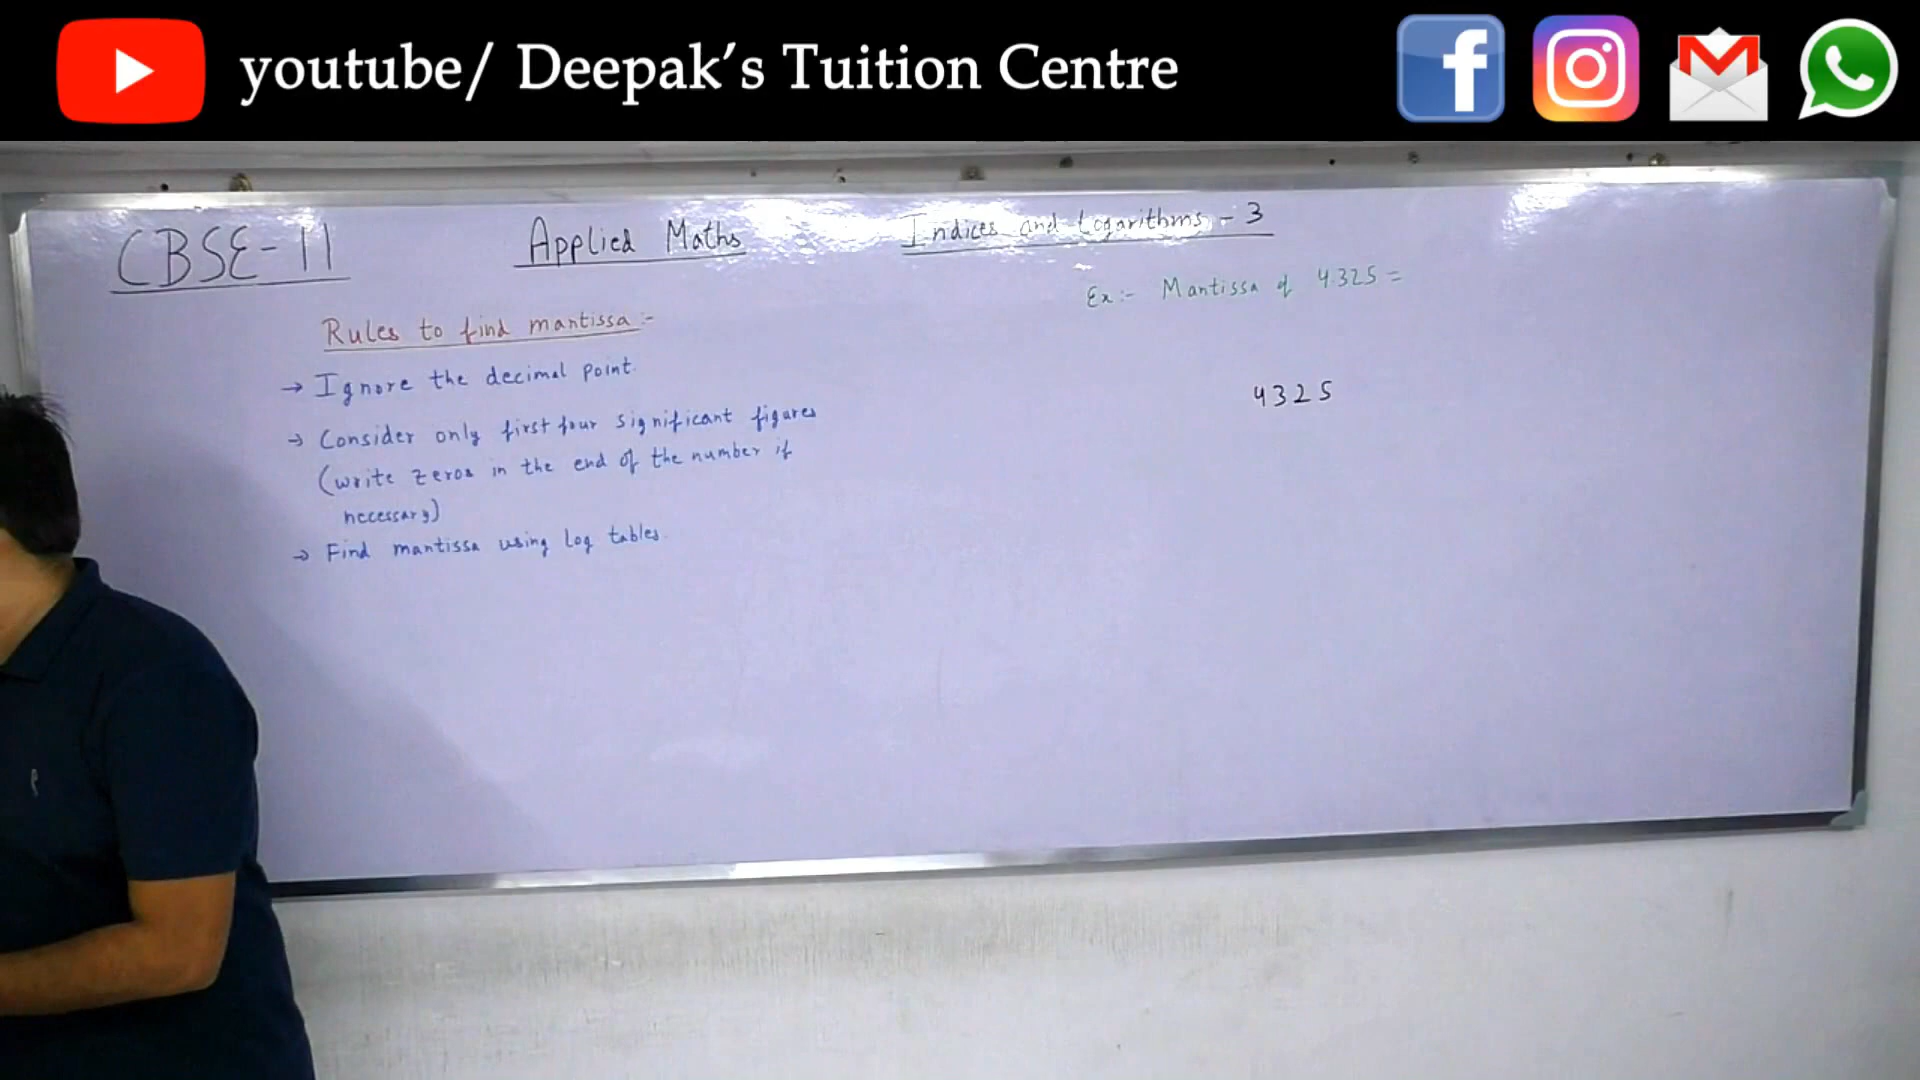 youtube/ Deepak’s Tuition Centre
CBSE-11
Applied Maths
Indices and Logarithms - 3
Rules to find mantissa:-
→ Ignore the decimal point.
→ Consider only first four significant figures
(write zeros in the end of the number if
necessary)
→ Find mantissa using log tables.
Ex:- Mantissa of 4.325 =
4325